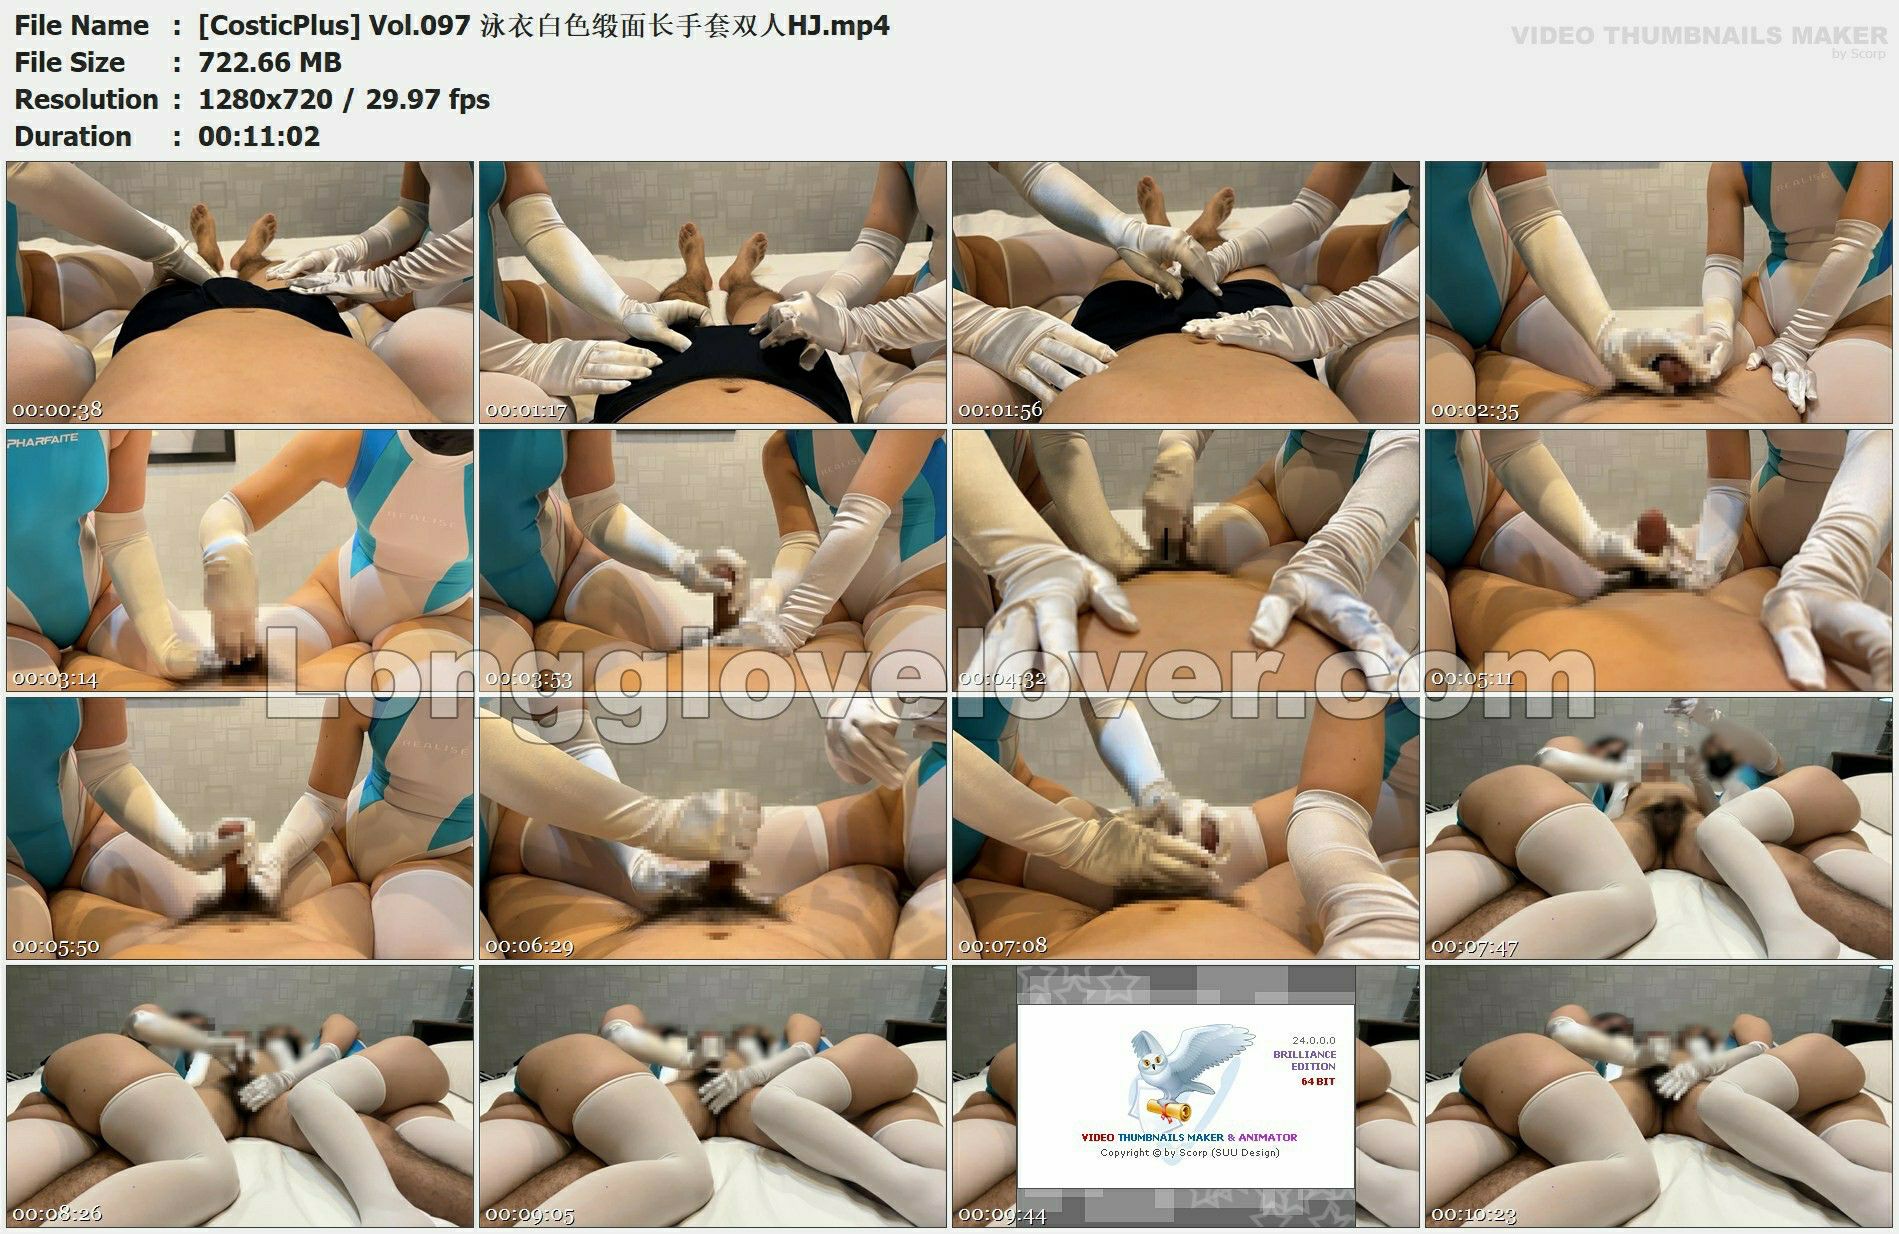 File Name : [CosticPlus] Vol.097 泳衣白色缎面长手套双人HJ.mp4
VIDEO THUMBNAILS MAKER
by Scorp
File Size : 722.66 MB
Resolution : 1280x720 / 29.97 fps
Duration : 00:11:02
00:00:38
00:01:17
00:01:56
REALISE
00:02:35
PHARFAITE
REALISE
00:03:14
REALISE
00:03:53
00:04:32
00:05:11
Longglovelover.com
REALISE
00:05:50
00:06:29
00:07:08
00:07:47
00:08:26
00:09:05
24.0.0.0
BRILLIANCE
EDITION
64 BIT
VIDEO THUMBNAILS MAKER & ANIMATOR
Copyright © by Scorp (SUU Design)
00:09:44
00:10:23